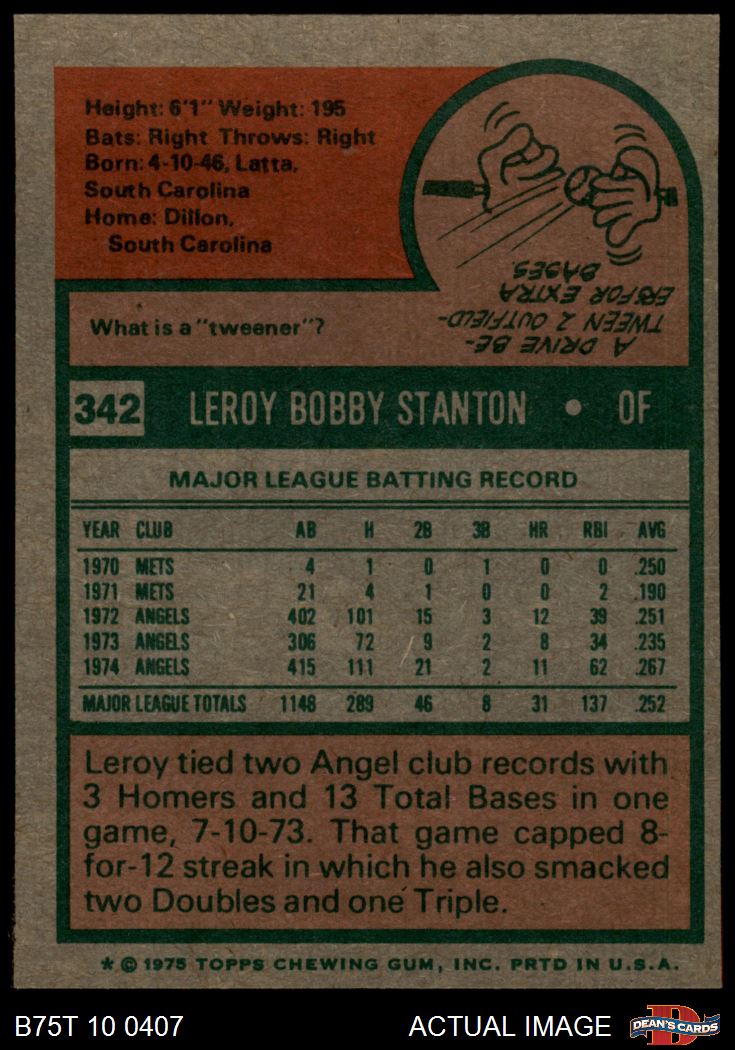 Height: 6'1" Weight: 195
Bats: Right Throws: Right
Born: 4-10-46, Latta,
South Carolina
Home: Dillon,
South Carolina
What is a "tweener"?
A DRIVE BE-
TWEEN 2 OUTFIELD-
ERS FOR EXTRA
BASES.
342 LEROY BOBBY STANTON • OF
MAJOR LEAGUE BATTING RECORD
YEAR CLUB AB H 2B 3B HR RBI AVG
1970 METS 4 1 0 1 0 0 .250
1971 METS 21 4 1 0 0 2 .190
1972 ANGELS 402 101 15 3 12 39 .251
1973 ANGELS 306 72 9 2 8 34 .235
1974 ANGELS 415 111 21 2 11 62 .267
MAJOR LEAGUE TOTALS 1148 289 46 8 31 137 .252
Leroy tied two Angel club records with
3 Homers and 13 Total Bases in one
game, 7-10-73. That game capped 8-
for-12 streak in which he also smacked
two Doubles and one Triple.
* © 1975 TOPPS CHEWING GUM, INC. PRTD IN U.S.A.
B75T 10 0407 ACTUAL IMAGE
D
DEAN'S CARDS